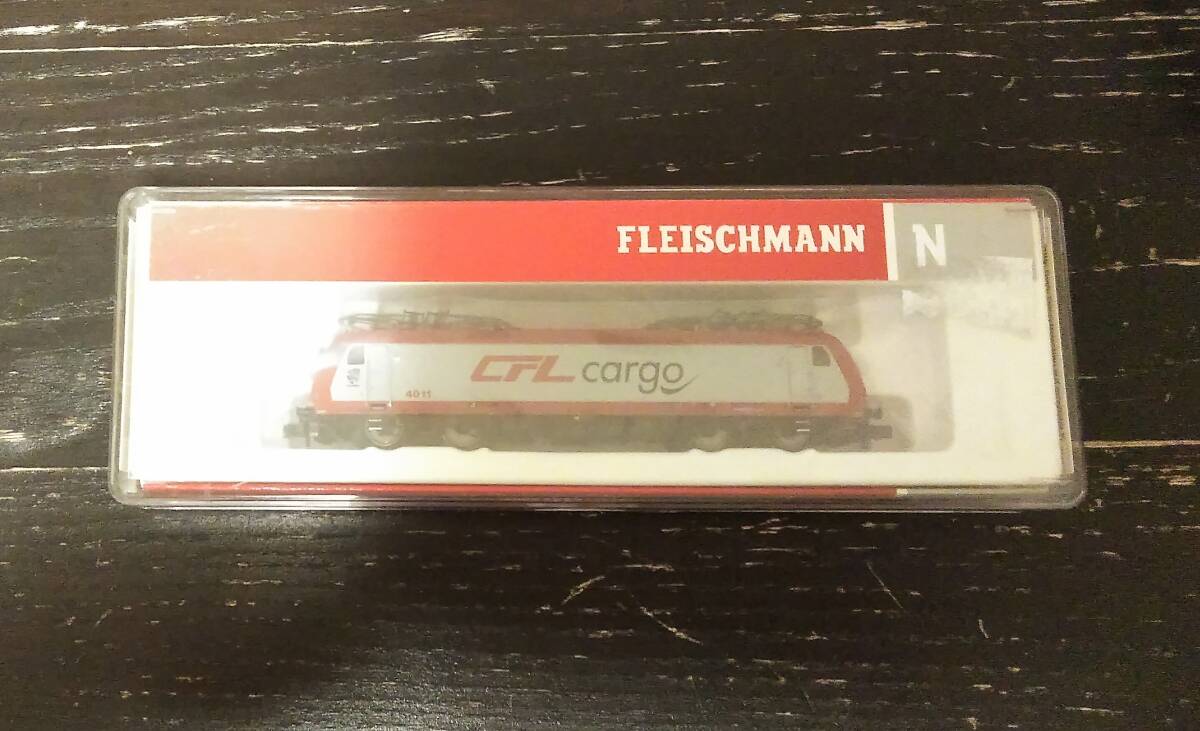 FLEISCHMANN N
CFL cargo
4011